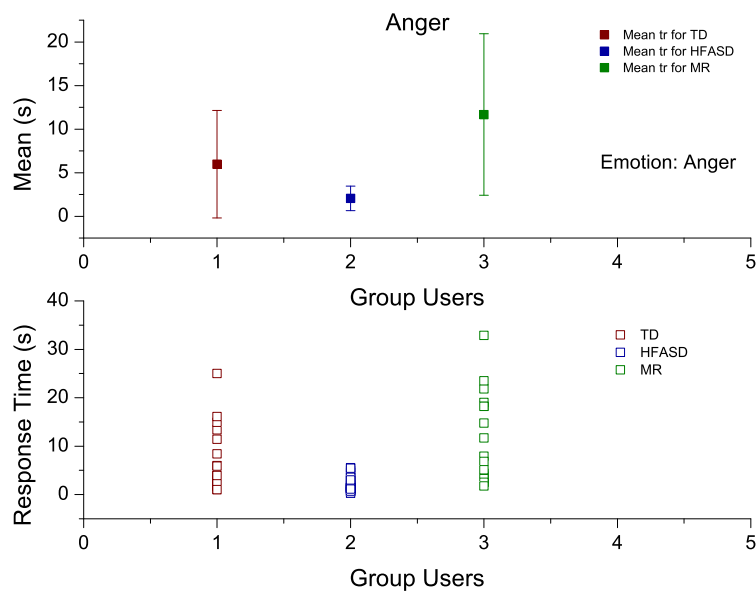 Anger
Mean tr for TD
Mean tr for HFASD
Mean tr for MR
Emotion: Anger
Mean (s)
20
15
10
5
0
0 1 2 3 4 5
Group Users
TD
HFASD
MR
Response Time (s)
40
30
20
10
0
0 1 2 3 4 5
Group Users